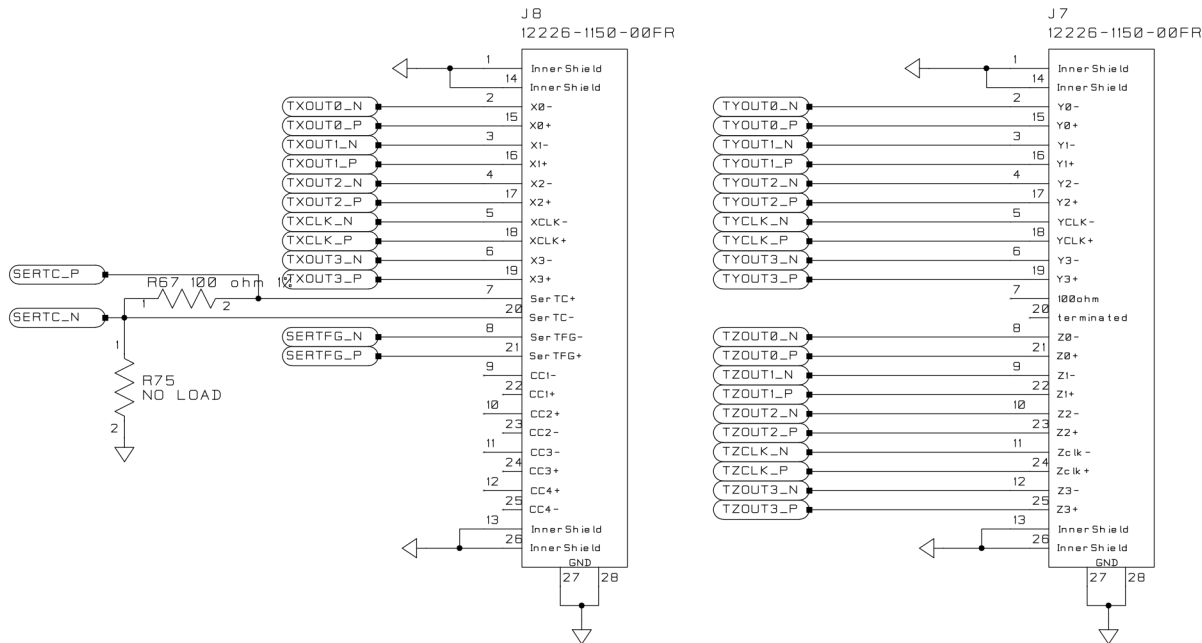 J8
12226-1150-00FR
1 InnerShield
14 InnerShield
TXOUT0_N 2 X0-
TXOUT0_P 15 X0+
TXOUT1_N 3 X1-
TXOUT1_P 16 X1+
TXOUT2_N 4 X2-
TXOUT2_P 17 X2+
TXCLK_N 5 XCLK-
TXCLK_P 18 XCLK+
TXOUT3_N 6 X3-
TXOUT3_P 19 X3+
SERTC_P
R67 100 ohm 1%
1 2
7 SerTC+
SERTC_N
20 SerTC-
SERTFG_N 8 SerTFG-
SERTFG_P 21 SerTFG+
1
R75
NO LOAD
2
9 CC1-
22 CC1+
10 CC2+
23 CC2-
11 CC3-
24 CC3+
12 CC4+
25 CC4-
13 InnerShield
26 InnerShield
GND
27 28
J7
12226-1150-00FR
1 InnerShield
14 InnerShield
TYOUT0_N 2 Y0-
TYOUT0_P 15 Y0+
TYOUT1_N 3 Y1-
TYOUT1_P 16 Y1+
TYOUT2_N 4 Y2-
TYOUT2_P 17 Y2+
TYCLK_N 5 YCLK-
TYCLK_P 18 YCLK+
TYOUT3_N 6 Y3-
TYOUT3_P 19 Y3+
7 100ohm
20 terminated
TZOUT0_N 8 Z0-
TZOUT0_P 21 Z0+
TZOUT1_N 9 Z1-
TZOUT1_P 22 Z1+
TZOUT2_N 10 Z2-
TZOUT2_P 23 Z2+
TZCLK_N 11 Zclk-
TZCLK_P 24 Zclk+
TZOUT3_N 12 Z3-
TZOUT3_P 25 Z3+
13 InnerShield
26 InnerShield
GND
27 28